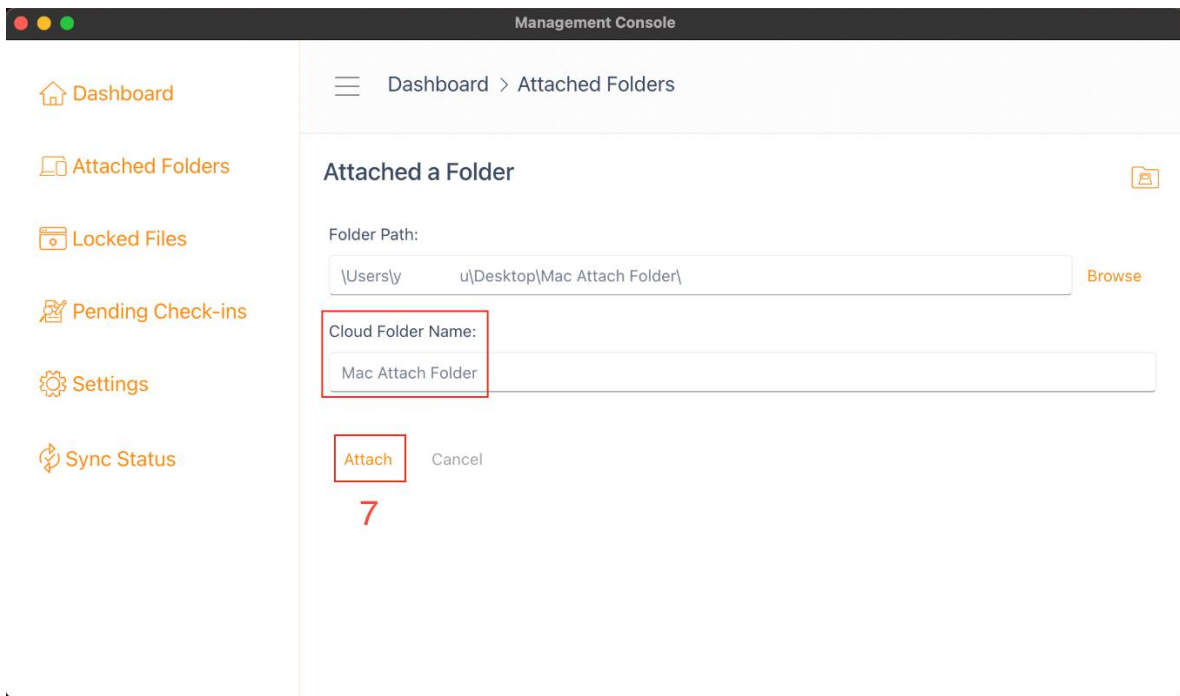 Management Console
Dashboard
Attached Folders
Locked Files
Pending Check-ins
Settings
Sync Status
Dashboard > Attached Folders
Attached a Folder
Folder Path:
\Users\y u\Desktop\Mac Attach Folder\
Browse
Cloud Folder Name:
Mac Attach Folder
Attach Cancel
7